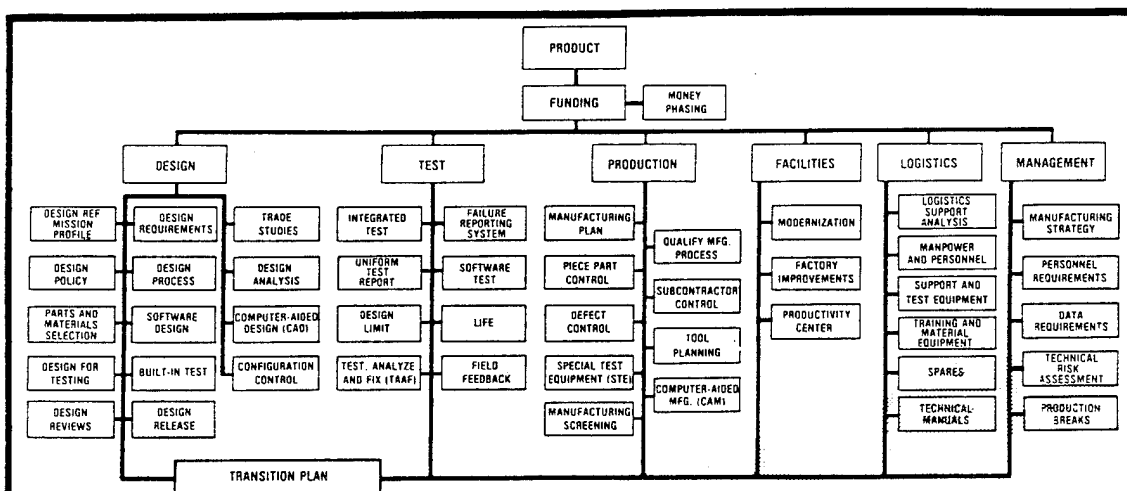 PRODUCT
FUNDING
MONEY
PHASING
DESIGN
TEST
PRODUCTION
FACILITIES
LOGISTICS
MANAGEMENT
DESIGN REF
MISSION
PROFILE
DESIGN
REQUIREMENTS
TRADE
STUDIES
DESIGN
POLICY
DESIGN
PROCESS
DESIGN
ANALYSIS
PARTS AND
MATERIALS
SELECTION
SOFTWARE
DESIGN
COMPUTER-AIDED
DESIGN (CAD)
DESIGN FOR
TESTING
BUILT-IN TEST
CONFIGURATION
CONTROL
DESIGN
REVIEWS
DESIGN
RELEASE
INTEGRATED
TEST
FAILURE
REPORTING
SYSTEM
UNIFORM
TEST
REPORT
SOFTWARE
TEST
DESIGN
LIMIT
LIFE
TEST, ANALYZE
AND FIX (TAAF)
FIELD
FEEDBACK
MANUFACTURING
PLAN
QUALIFY MFG.
PROCESS
PIECE PART
CONTROL
SUBCONTRACTOR
CONTROL
DEFECT
CONTROL
TOOL
PLANNING
SPECIAL TEST
EQUIPMENT (STE)
COMPUTER-AIDED
MFG. (CAM)
MANUFACTURING
SCREENING
MODERNIZATION
FACTORY
IMPROVEMENTS
PRODUCTIVITY
CENTER
LOGISTICS
SUPPORT
ANALYSIS
MANPOWER
AND PERSONNEL
SUPPORT AND
TEST EQUIPMENT
TRAINING AND
MATERIAL
EQUIPMENT
SPARES
TECHNICAL
MANUALS
MANUFACTURING
STRATEGY
PERSONNEL
REQUIREMENTS
DATA
REQUIREMENTS
TECHNICAL
RISK
ASSESSMENT
PRODUCTION
BREAKS
TRANSITION PLAN